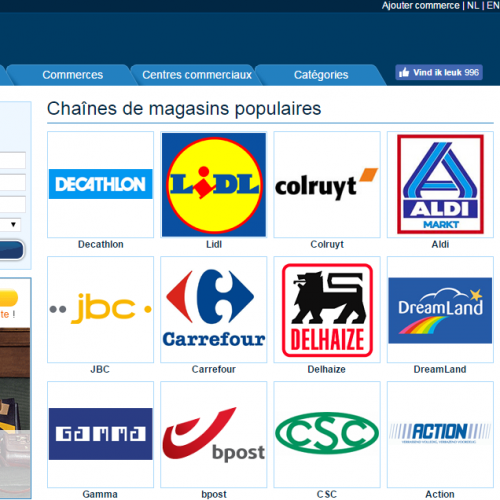 Ajouter commerce | NL | EN
Commerces
Centres commerciaux
Catégories
Vind ik leuk 996
Chaînes de magasins populaires
DECATHLON
LiDL
colruyt
ALDI
MARKT
Decathlon
Lidl
Colruyt
Aldi
te !
jbc
Carrefour
DELHAIZE
DreamLand
JBC
Carrefour
Delhaize
DreamLand
GAMMA
bpost
CSC
ACTION
Gamma
bpost
CSC
Action